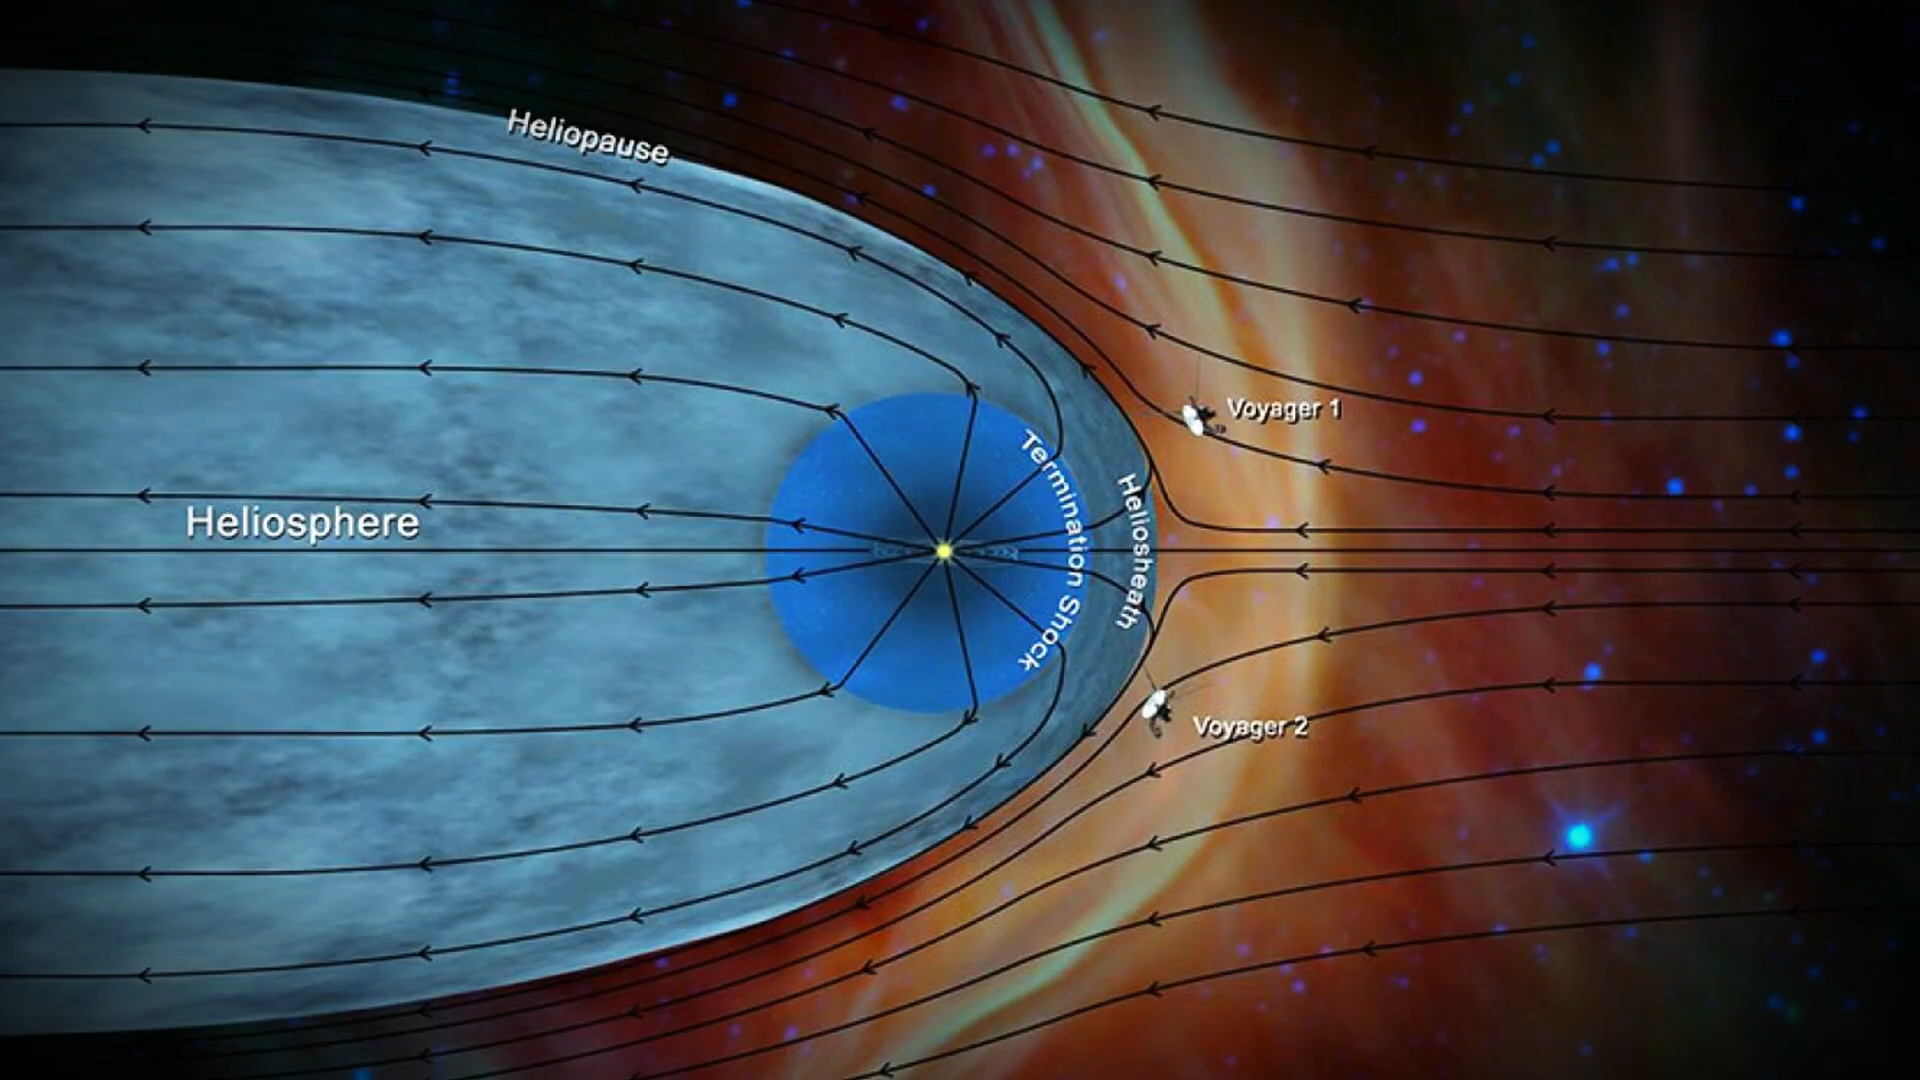 Heliopause
Voyager 1
Termination Shock
Heliosheath
Heliosphere
Voyager 2